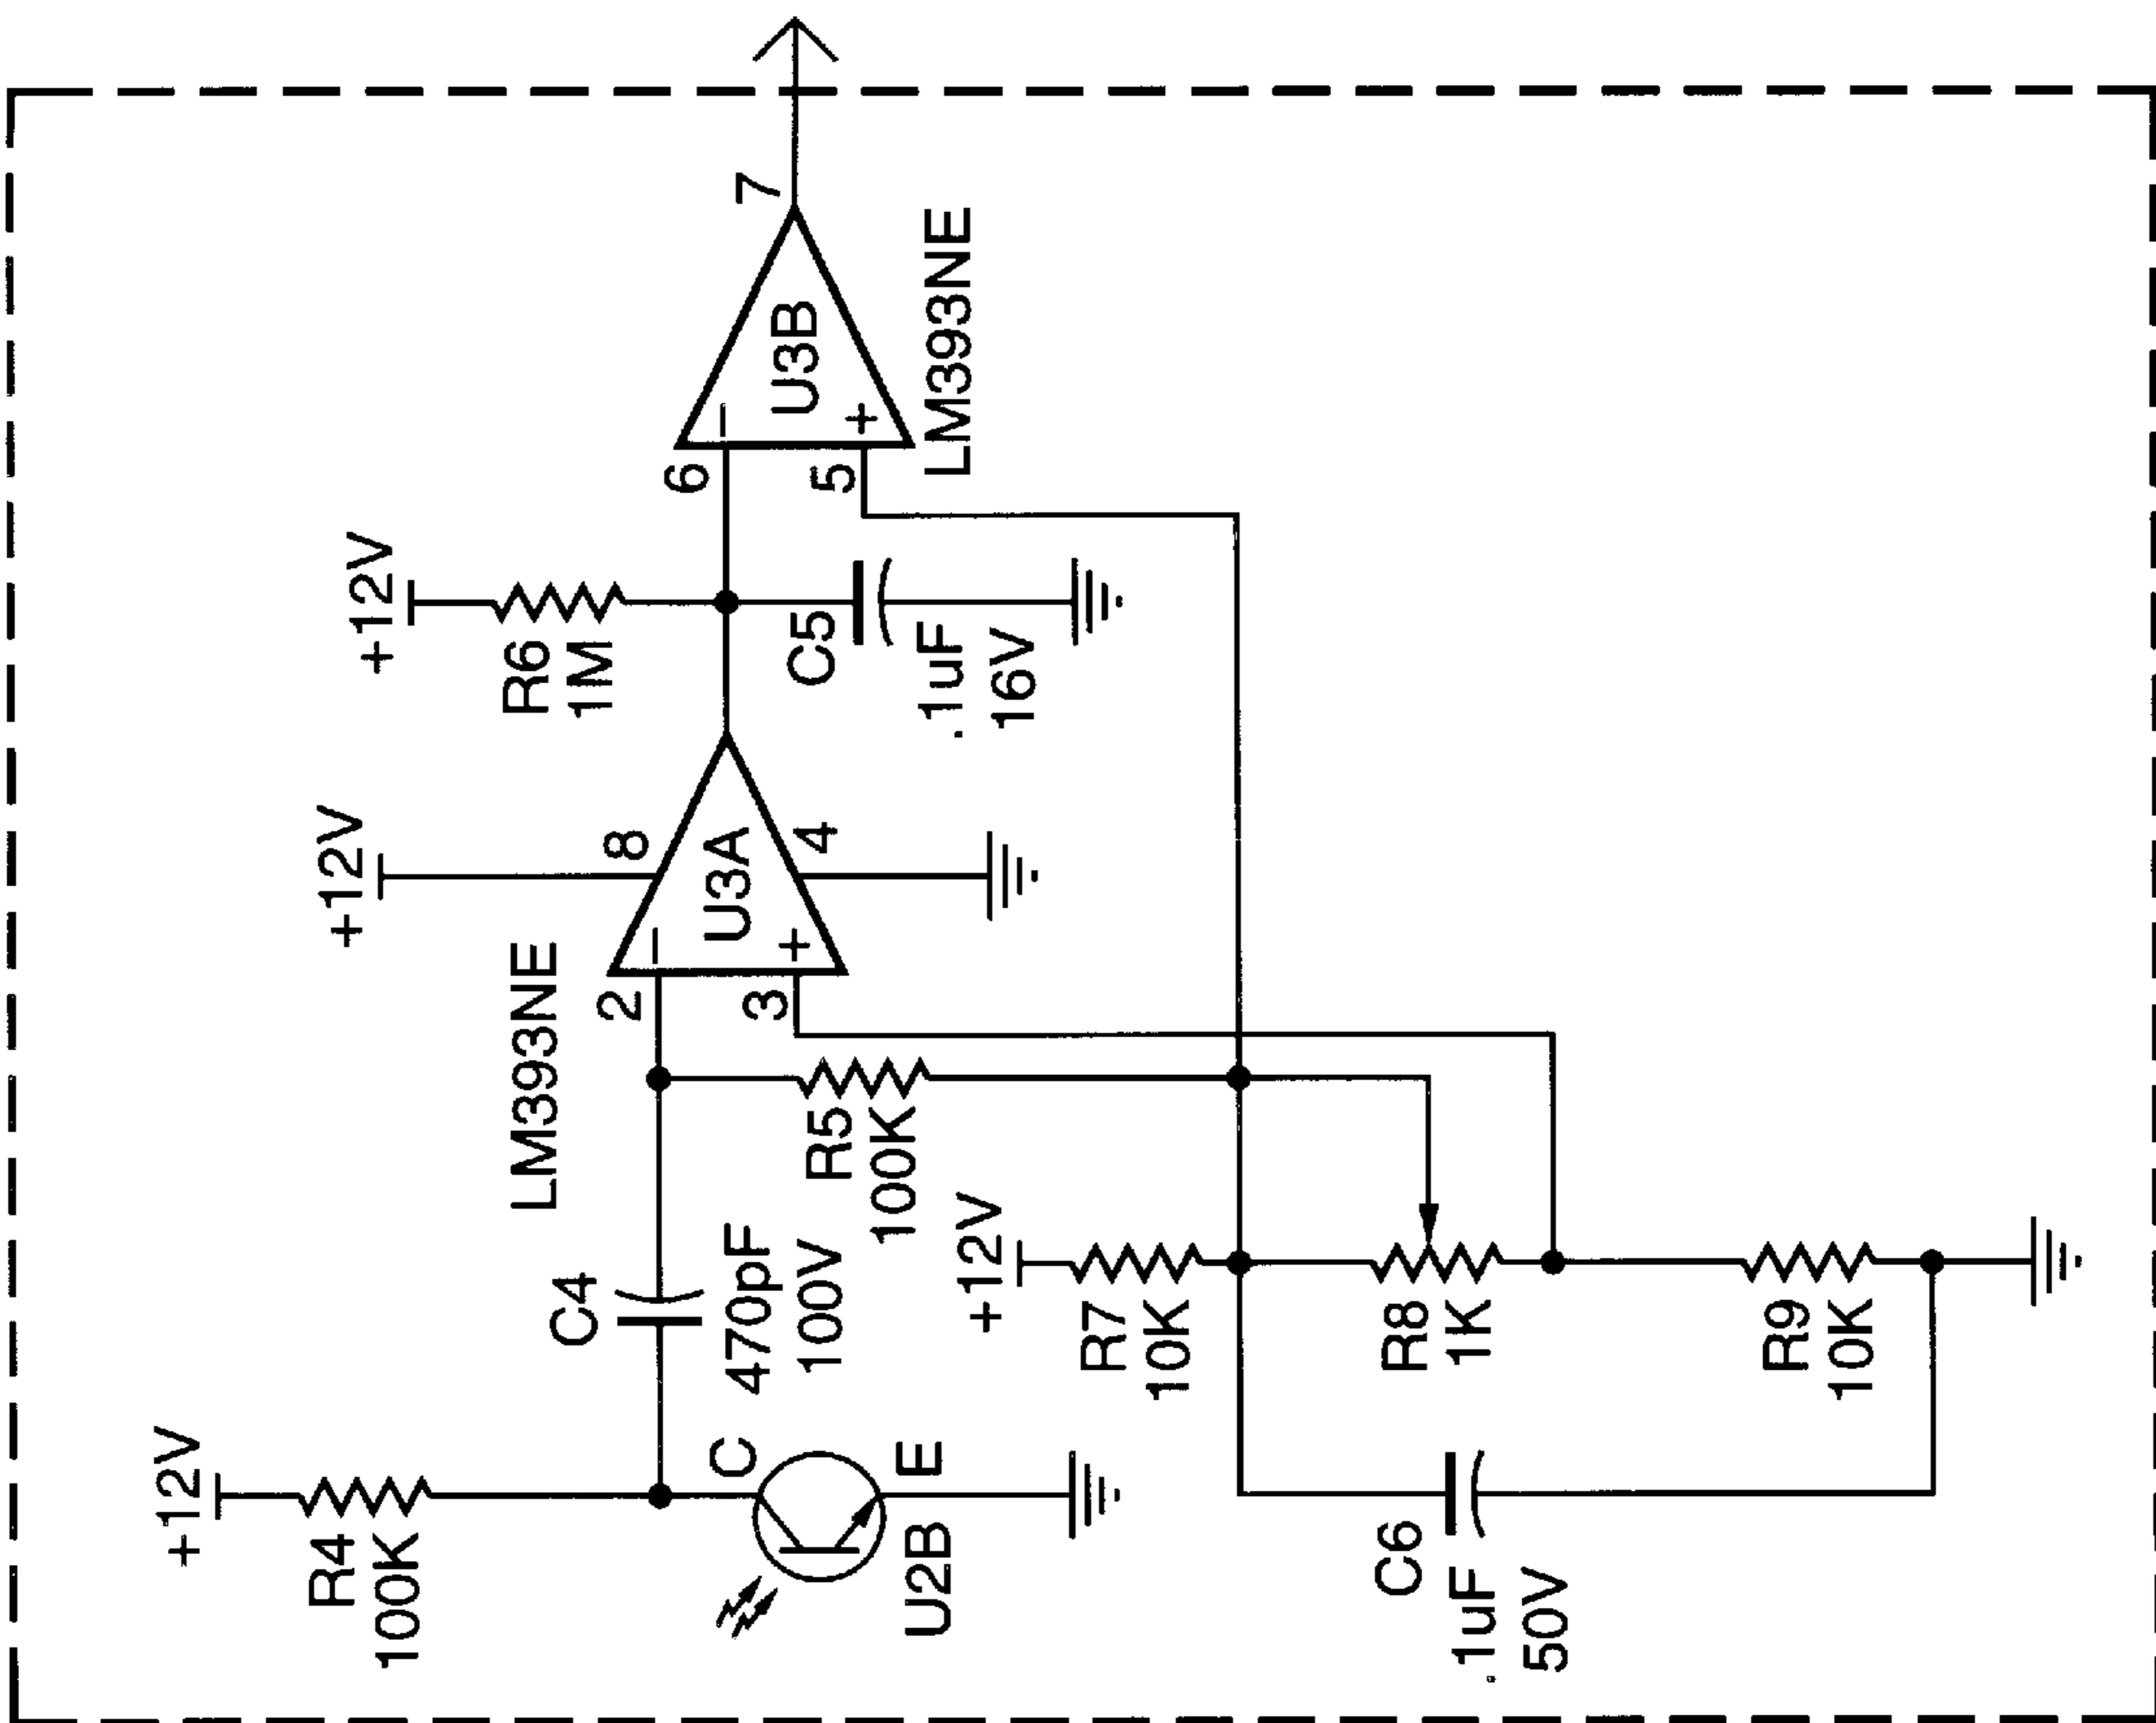 +12V
R4
100K
C
E
U2B
C4
470pF
100V
R5
100K
+12V
R7
10K
R8
1K
R9
10K
C6
.1uF
50V
LM393NE
2
3
−
+
U3A
8
4
+12V
+12V
R6
1M
C5
.1uF
16V
6
5
−
+
U3B
7
LM393NE